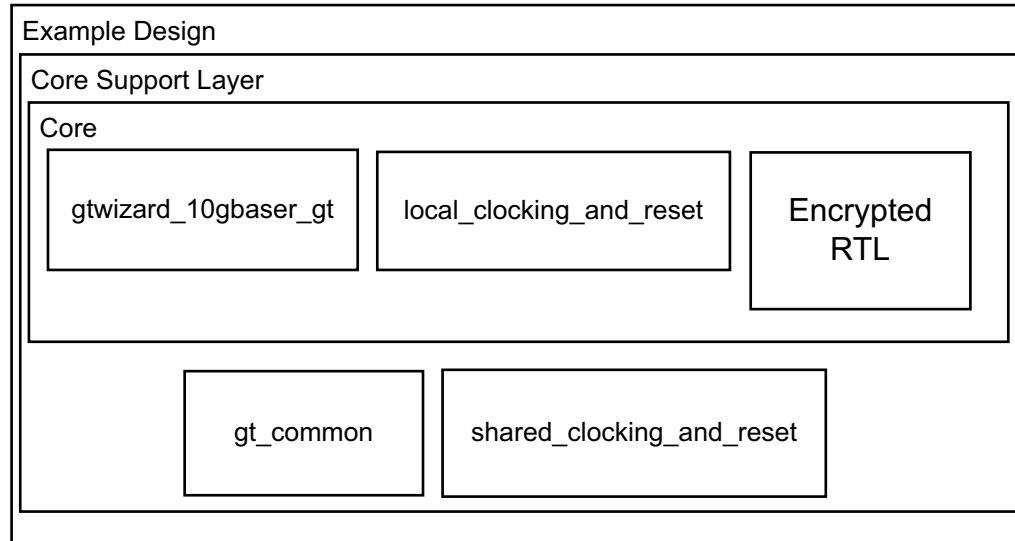 Example Design
Core Support Layer
Core
gtwizard_10gbaser_gt
local_clocking_and_reset
Encrypted
RTL
gt_common
shared_clocking_and_reset